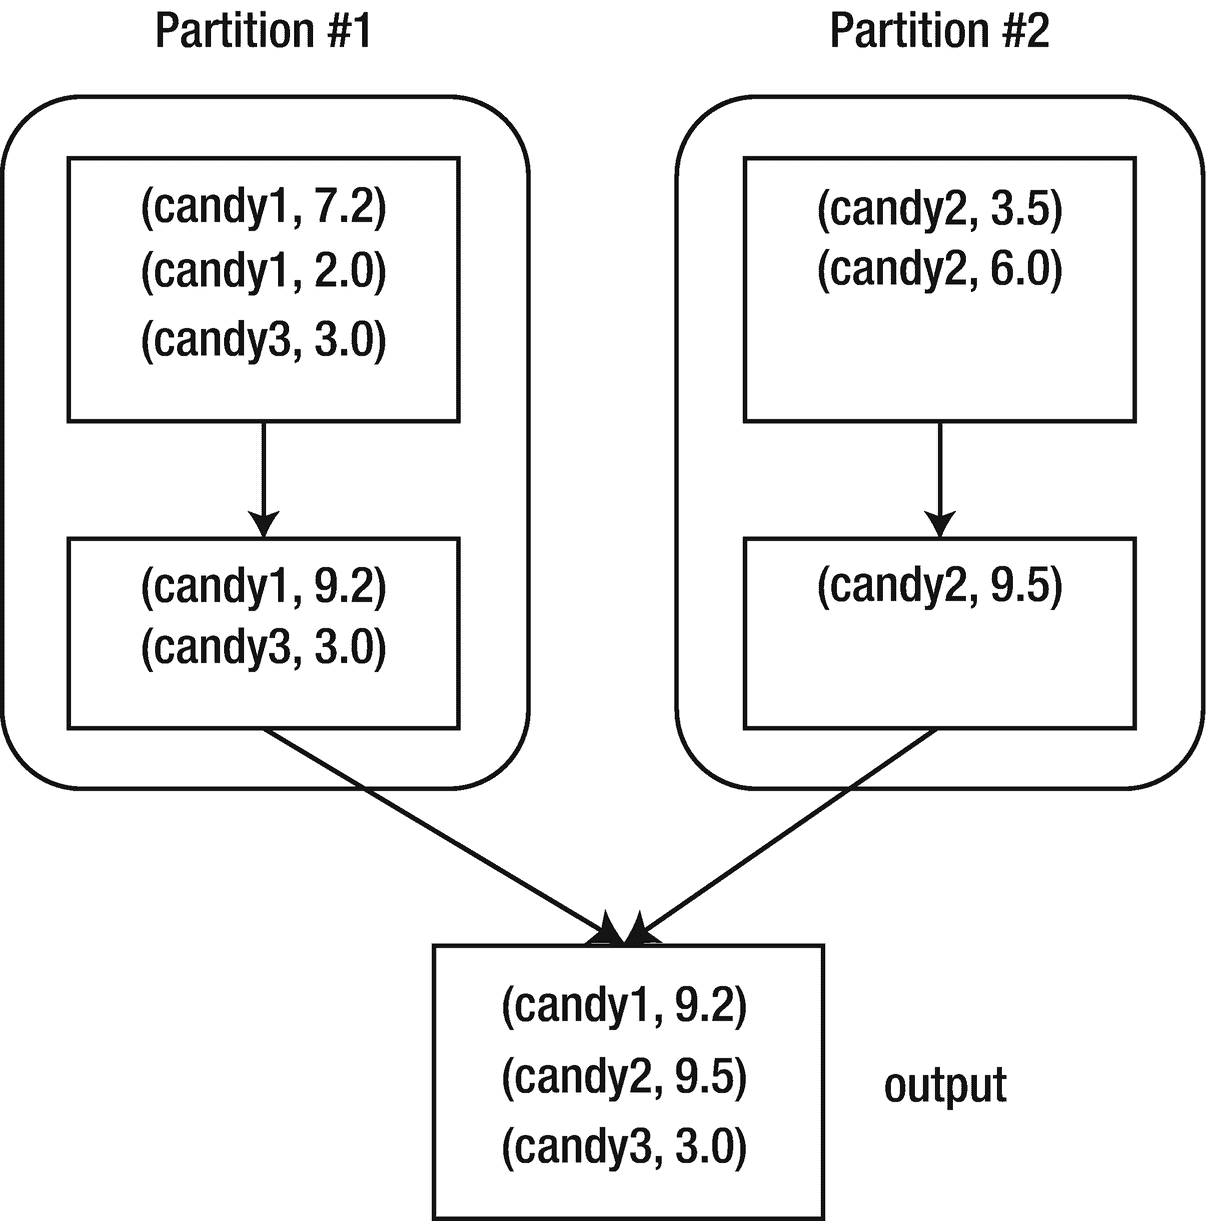 Partition #1
(candy1, 7.2)
(candy1, 2.0)
(candy3, 3.0)
(candy1, 9.2)
(candy3, 3.0)
Partition #2
(candy2, 3.5)
(candy2, 6.0)
(candy2, 9.5)
(candy1, 9.2)
(candy2, 9.5)
(candy3, 3.0)
output